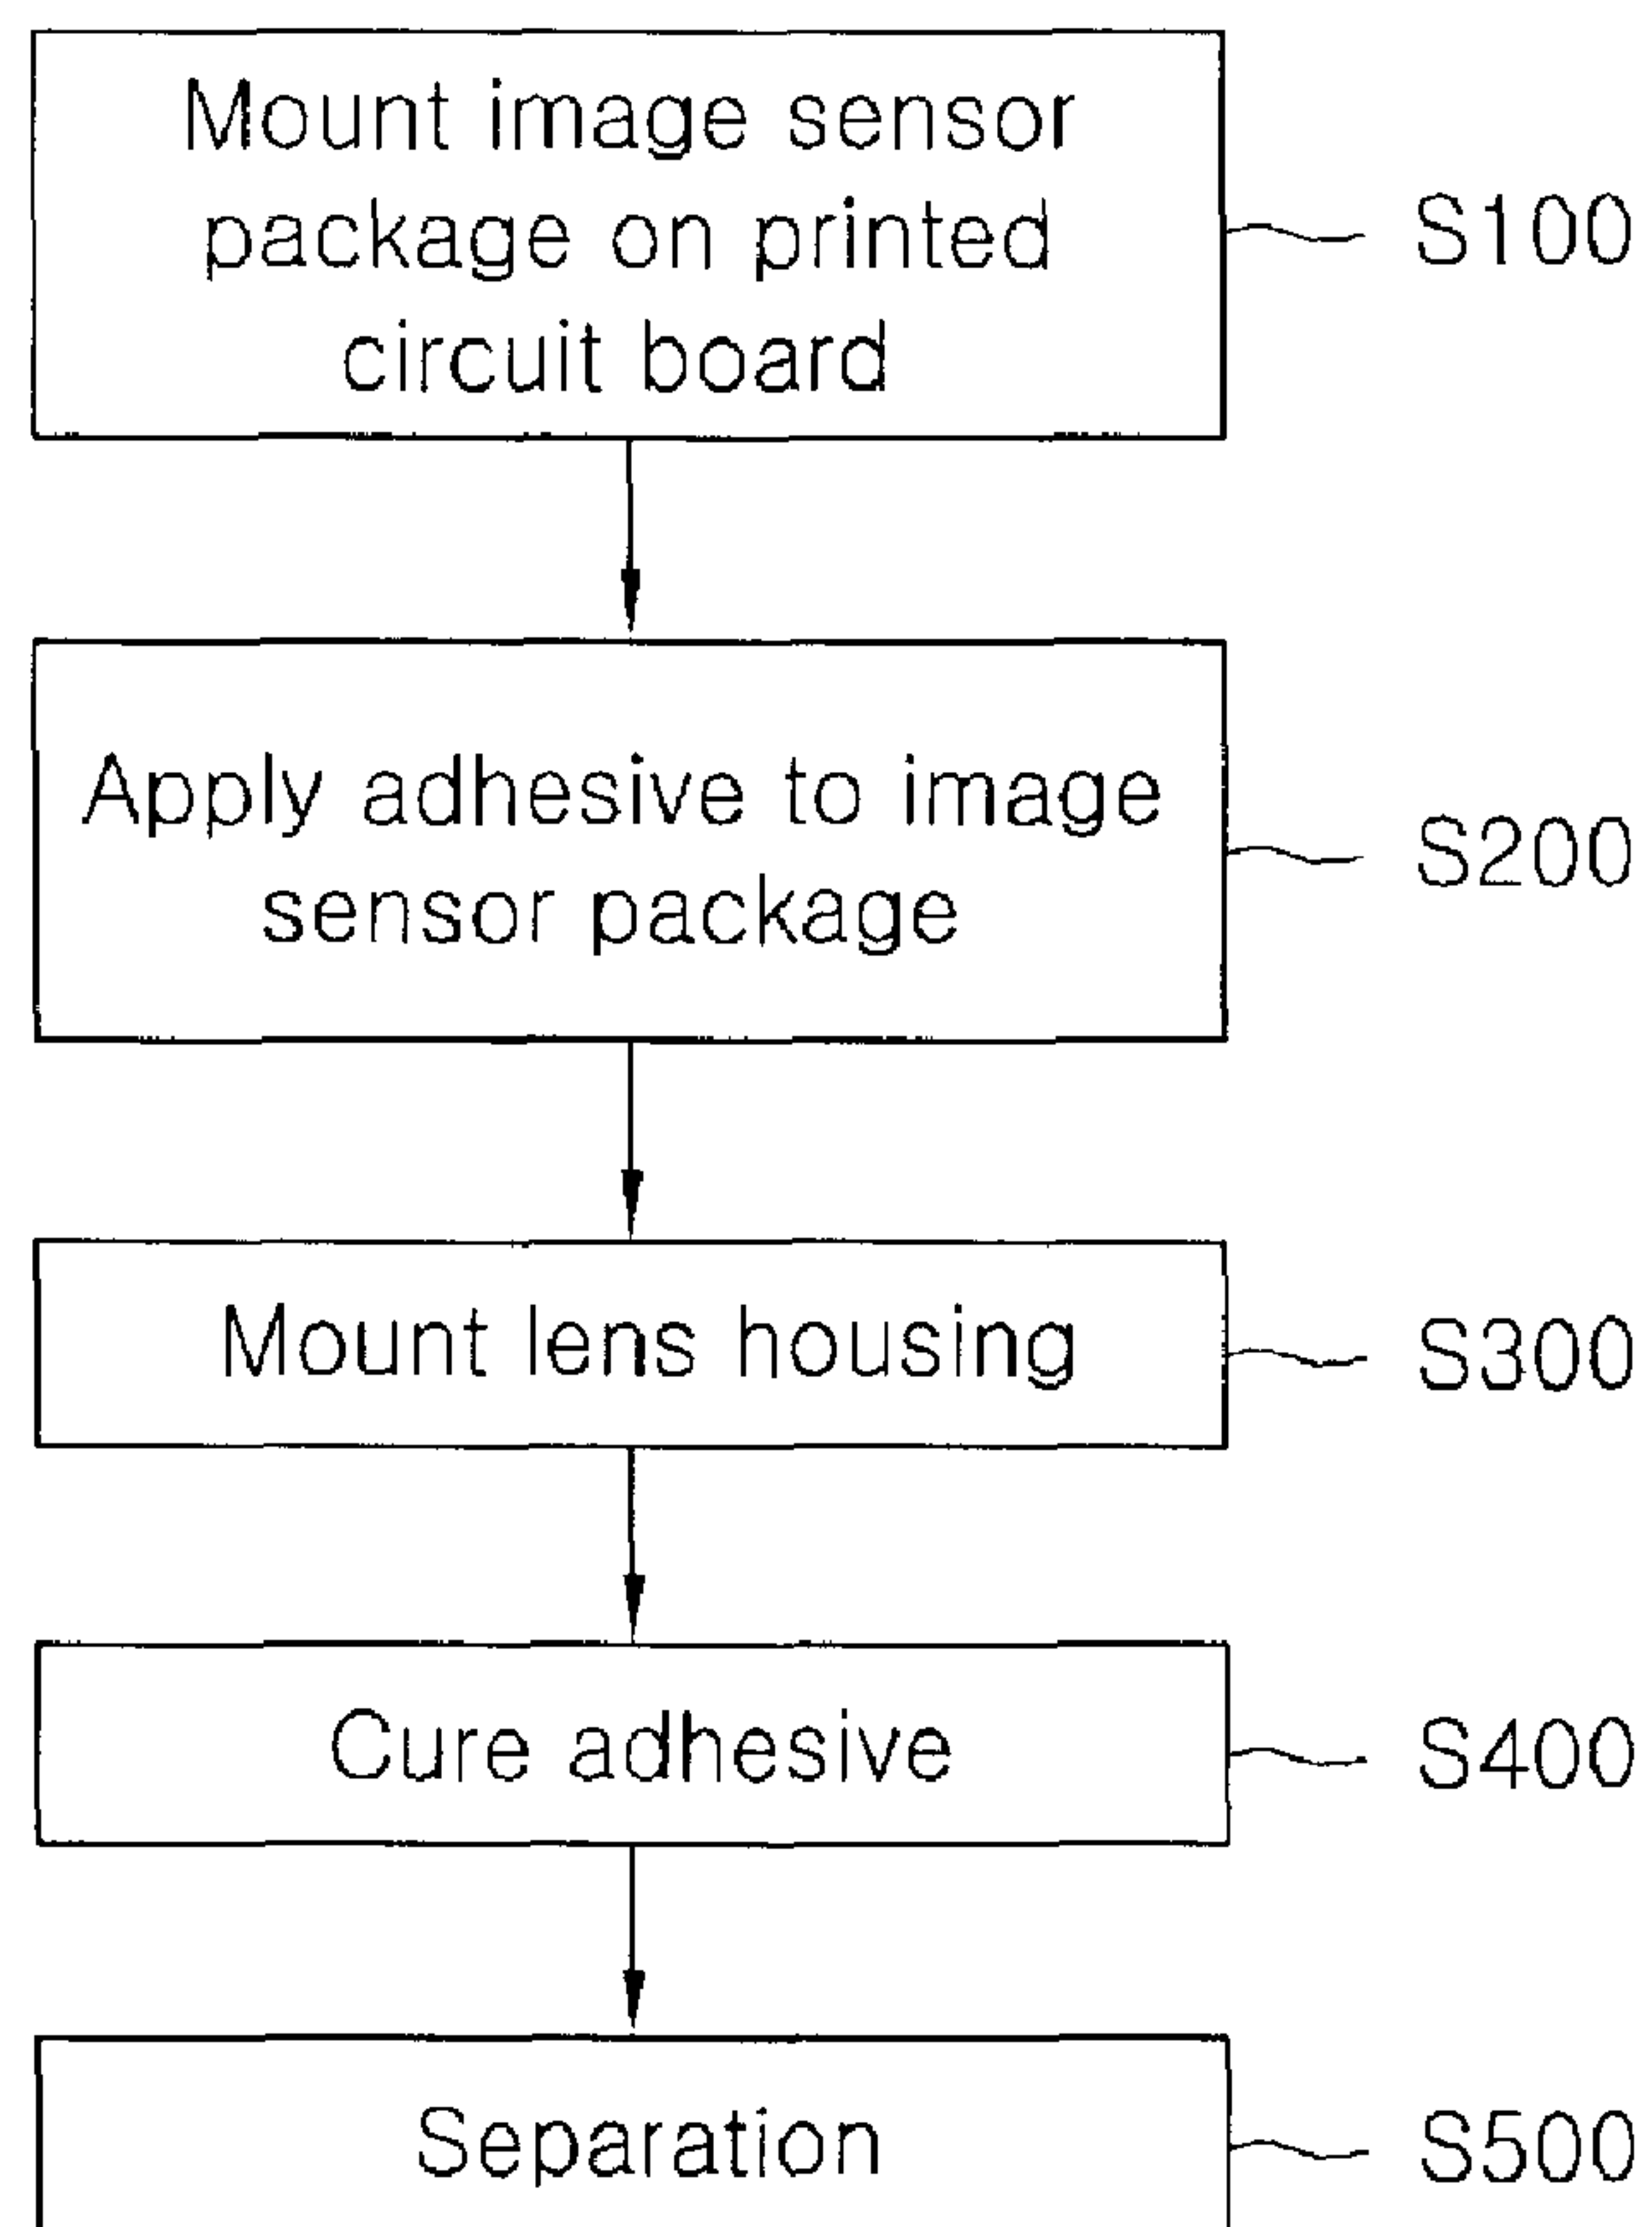 Mount image sensor
package on printed
circuit board
S100
Apply adhesive to image
sensor package
S200
Mount lens housing
S300
Cure adhesive
S400
Separation
S500